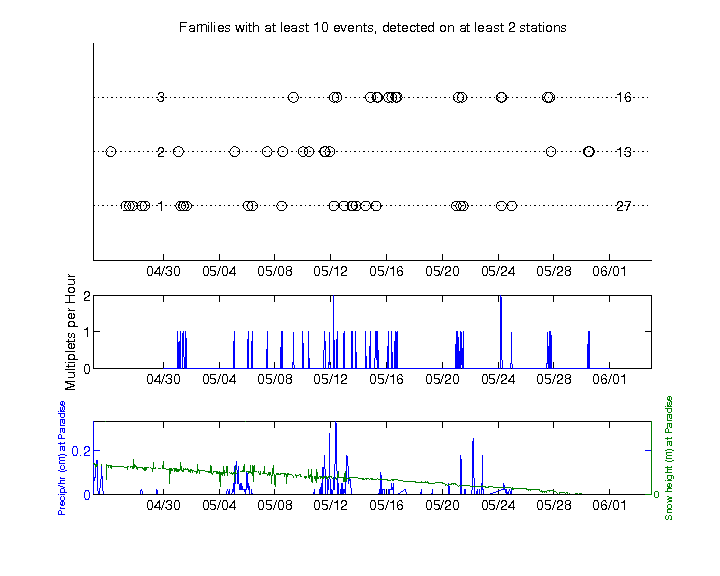 Families with at least 10 events, detected on at least 2 stations
3 16
2 13
1 27
04/30 05/04 05/08 05/12 05/16 05/20 05/24 05/28 06/01
Multiplets per Hour
2
1
0
04/30 05/04 05/08 05/12 05/16 05/20 05/24 05/28 06/01
Precip/hr (cm) at Paradise
0.2
0
Snow height (m) at Paradise
0
04/30 05/04 05/08 05/12 05/16 05/20 05/24 05/28 06/01